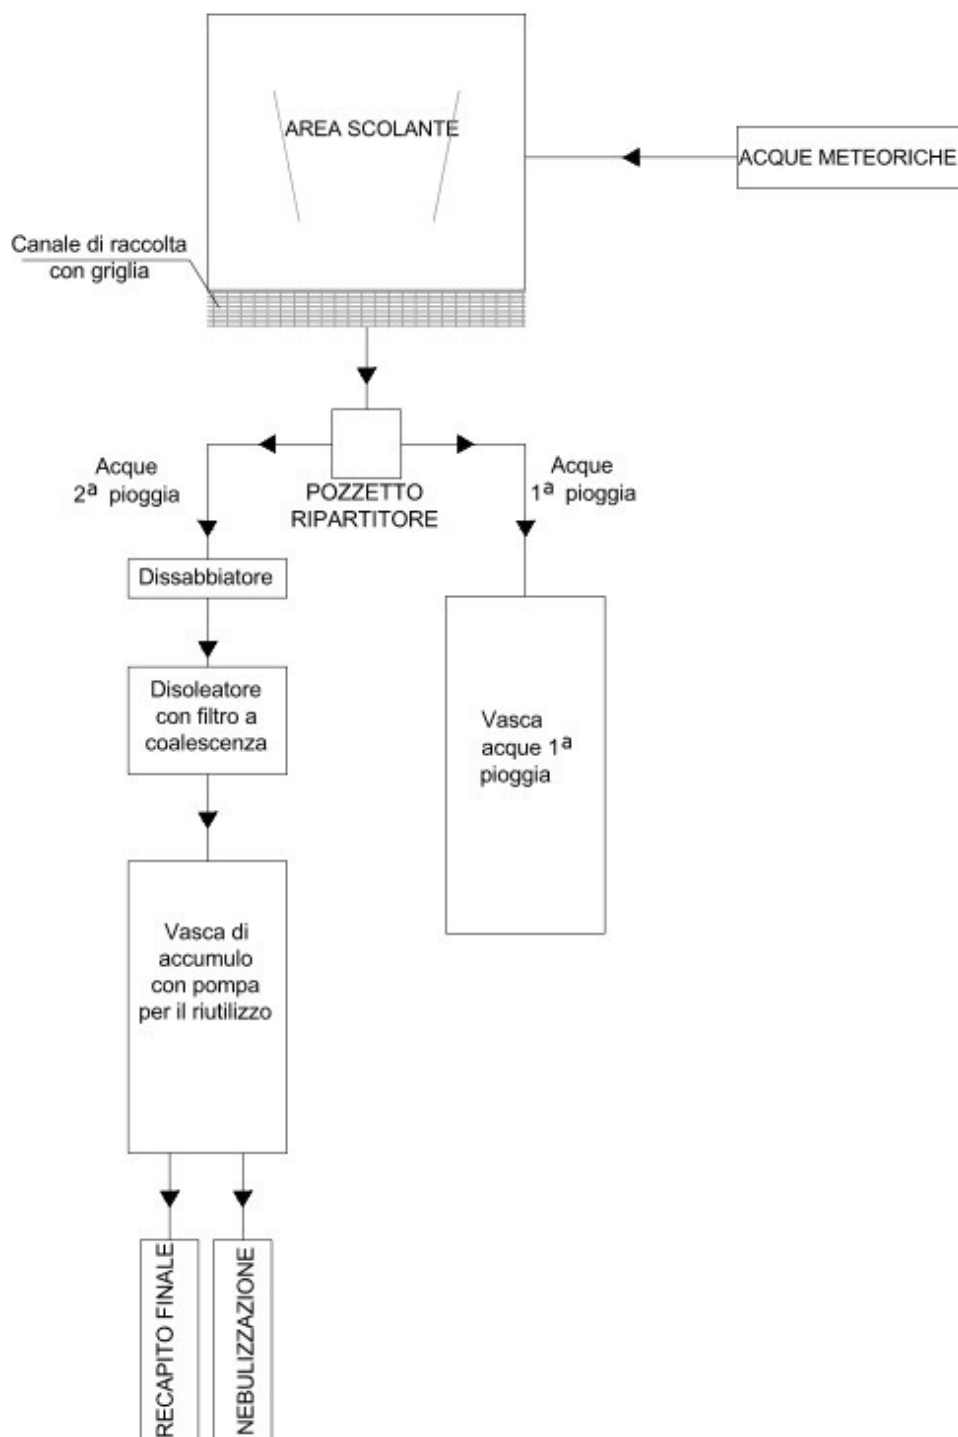 AREA SCOLANTE
ACQUE METEORICHE
Canale di raccolta
con griglia
Acque
2ª pioggia
POZZETTO
RIPARTITORE
Acque
1ª pioggia
Dissabbiatore
Disoleatore
con filtro a
coalescenza
Vasca
acque 1ª
pioggia
Vasca di
accumulo
con pompa
per il riutilizzo
RECAPITO FINALE
NEBULIZZAZIONE